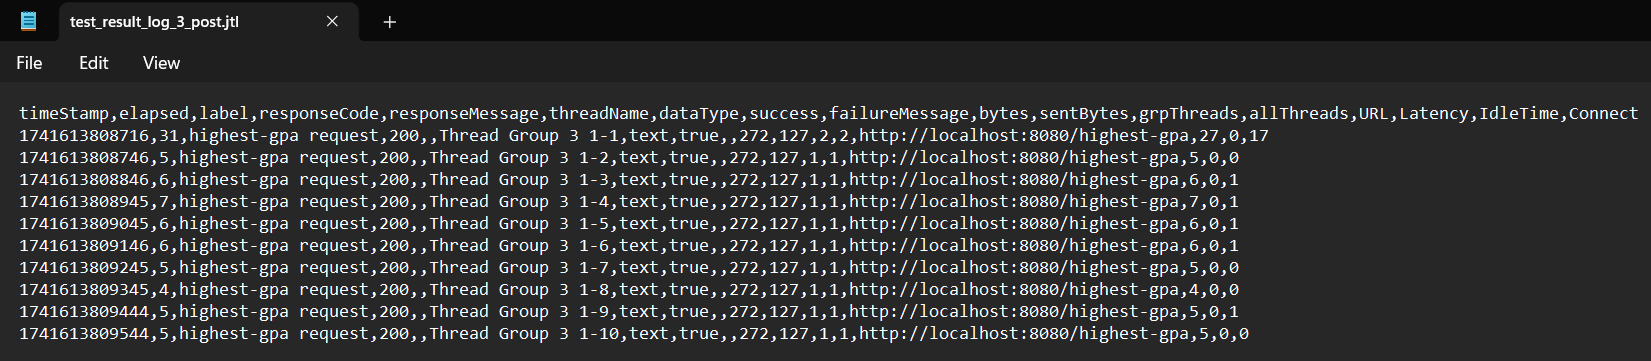 test_result_log_3_post.jtl
File Edit View
timeStamp,elapsed,label,responseCode,responseMessage,threadName,dataType,success,failureMessage,bytes,sentBytes,grpThreads,allThreads,URL,Latency,IdleTime,Connect
1741613808716,31,highest-gpa request,200,,Thread Group 3 1-1,text,true,,272,127,2,2,http://localhost:8080/highest-gpa,27,0,17
1741613808746,5,highest-gpa request,200,,Thread Group 3 1-2,text,true,,272,127,1,1,http://localhost:8080/highest-gpa,5,0,0
1741613808846,6,highest-gpa request,200,,Thread Group 3 1-3,text,true,,272,127,1,1,http://localhost:8080/highest-gpa,6,0,1
1741613808945,7,highest-gpa request,200,,Thread Group 3 1-4,text,true,,272,127,1,1,http://localhost:8080/highest-gpa,7,0,1
1741613809045,6,highest-gpa request,200,,Thread Group 3 1-5,text,true,,272,127,1,1,http://localhost:8080/highest-gpa,6,0,1
1741613809146,6,highest-gpa request,200,,Thread Group 3 1-6,text,true,,272,127,1,1,http://localhost:8080/highest-gpa,6,0,1
1741613809245,5,highest-gpa request,200,,Thread Group 3 1-7,text,true,,272,127,1,1,http://localhost:8080/highest-gpa,5,0,0
1741613809345,4,highest-gpa request,200,,Thread Group 3 1-8,text,true,,272,127,1,1,http://localhost:8080/highest-gpa,4,0,0
1741613809444,5,highest-gpa request,200,,Thread Group 3 1-9,text,true,,272,127,1,1,http://localhost:8080/highest-gpa,5,0,1
1741613809544,5,highest-gpa request,200,,Thread Group 3 1-10,text,true,,272,127,1,1,http://localhost:8080/highest-gpa,5,0,0